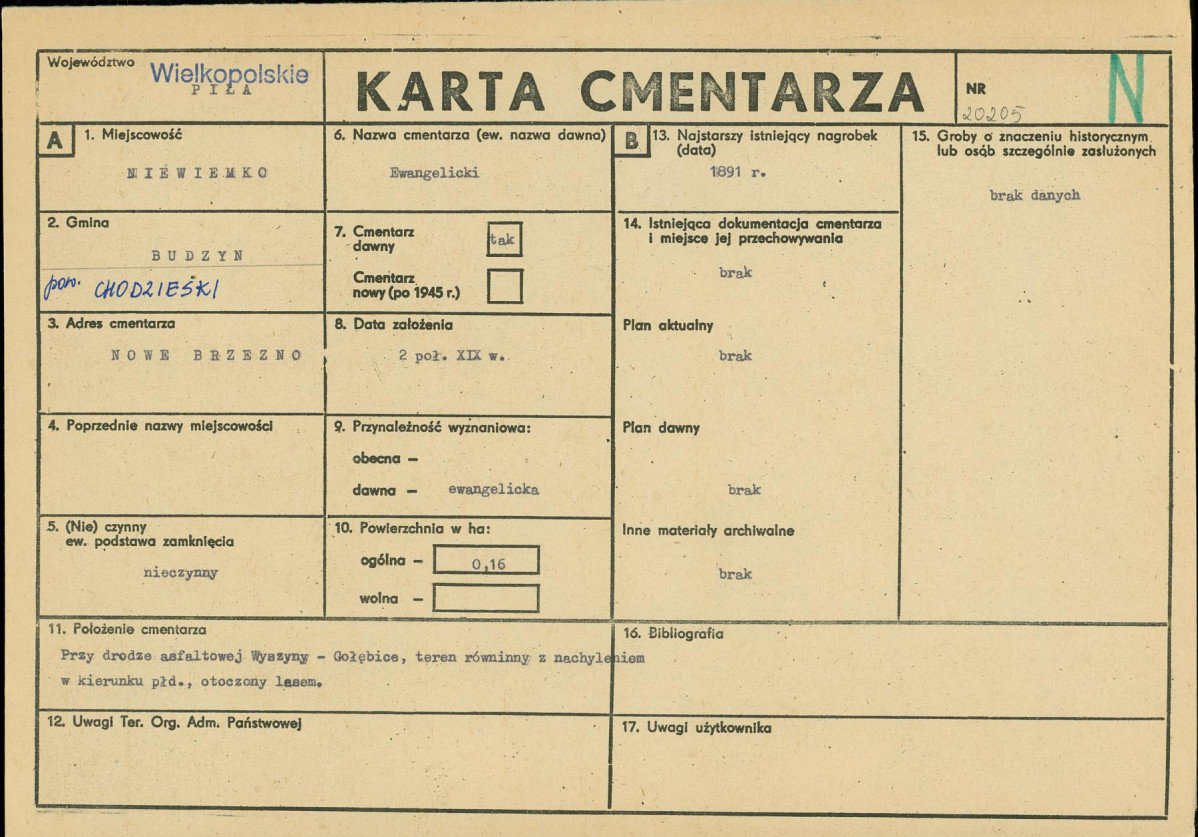 Województwo Wielkopolskie
PIŁA
KARTA CMENTARZA
NR
20205
N
A
1. Miejscowość
NIEWIEMKO
2. Gmina
BUDZYN
pow. CHODZIESKI
3. Adres cmentarza
NOWE BRZEZNO
4. Poprzednie nazwy miejscowości
5. (Nie) czynny
ew. podstawa zamknięcia
nieczynny
6. Nazwa cmentarza (ew. nazwa dawna)
Ewangelicki
7. Cmentarz
dawny
tak
Cmentarz
nowy (po 1945 r.)
8. Data założenia
2 poł. XIX w.
9. Przynależność wyznaniowa:
obecna –
dawna – ewangelicka
10. Powierzchnia w ha:
ogólna – 0,16
wolna –
B
13. Najstarszy istniejący nagrobek
(data)
1891 r.
14. Istniejąca dokumentacja cmentarza
i miejsce jej przechowywania
brak
Plan aktualny
brak
Plan dawny
brak
Inne materiały archiwalne
brak
15. Groby o znaczeniu historycznym
lub osób szczególnie zasłużonych
brak danych
11. Położenie cmentarza
Przy drodze asfaltowej Wyszyny – Gołębice, teren równinny z nachyleniem
w kierunku płd., otoczony lasem.
12. Uwagi Ter. Org. Adm. Państwowej
16. Bibliografia
17. Uwagi użytkownika